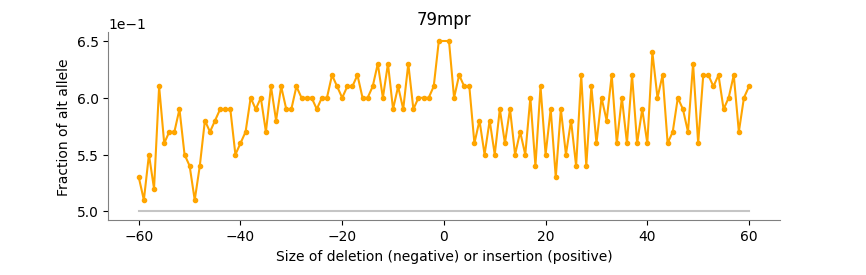 79mpr
1e−1
6.5
6.0
5.5
5.0
Fraction of alt allele
−60 −40 −20 0 20 40 60
Size of deletion (negative) or insertion (positive)